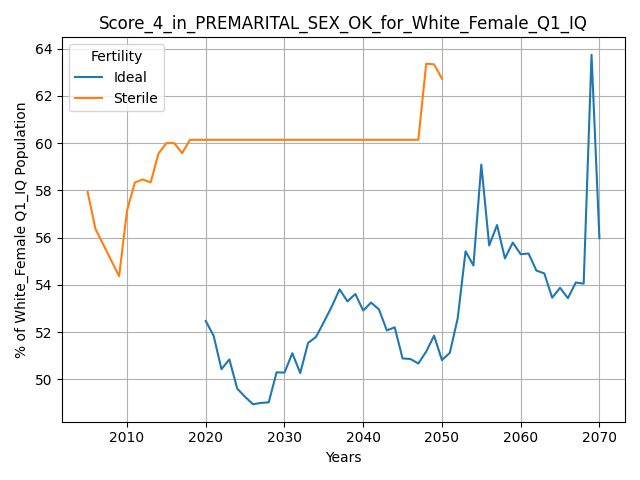 Score_4_in_PREMARITAL_SEX_OK_for_White_Female_Q1_IQ
Fertility
Ideal
Sterile
% of White_Female Q1_IQ Population
64
62
60
58
56
54
52
50
2010
2020
2030
2040
2050
2060
2070
Years